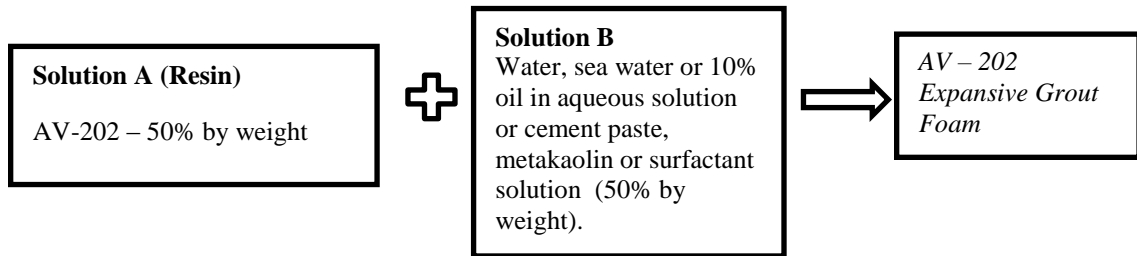 Solution A (Resin)
AV-202 – 50% by weight
Solution B
Water, sea water or 10%
oil in aqueous solution
or cement paste,
metakaolin or surfactant
solution (50% by
weight).
AV – 202
Expansive Grout
Foam